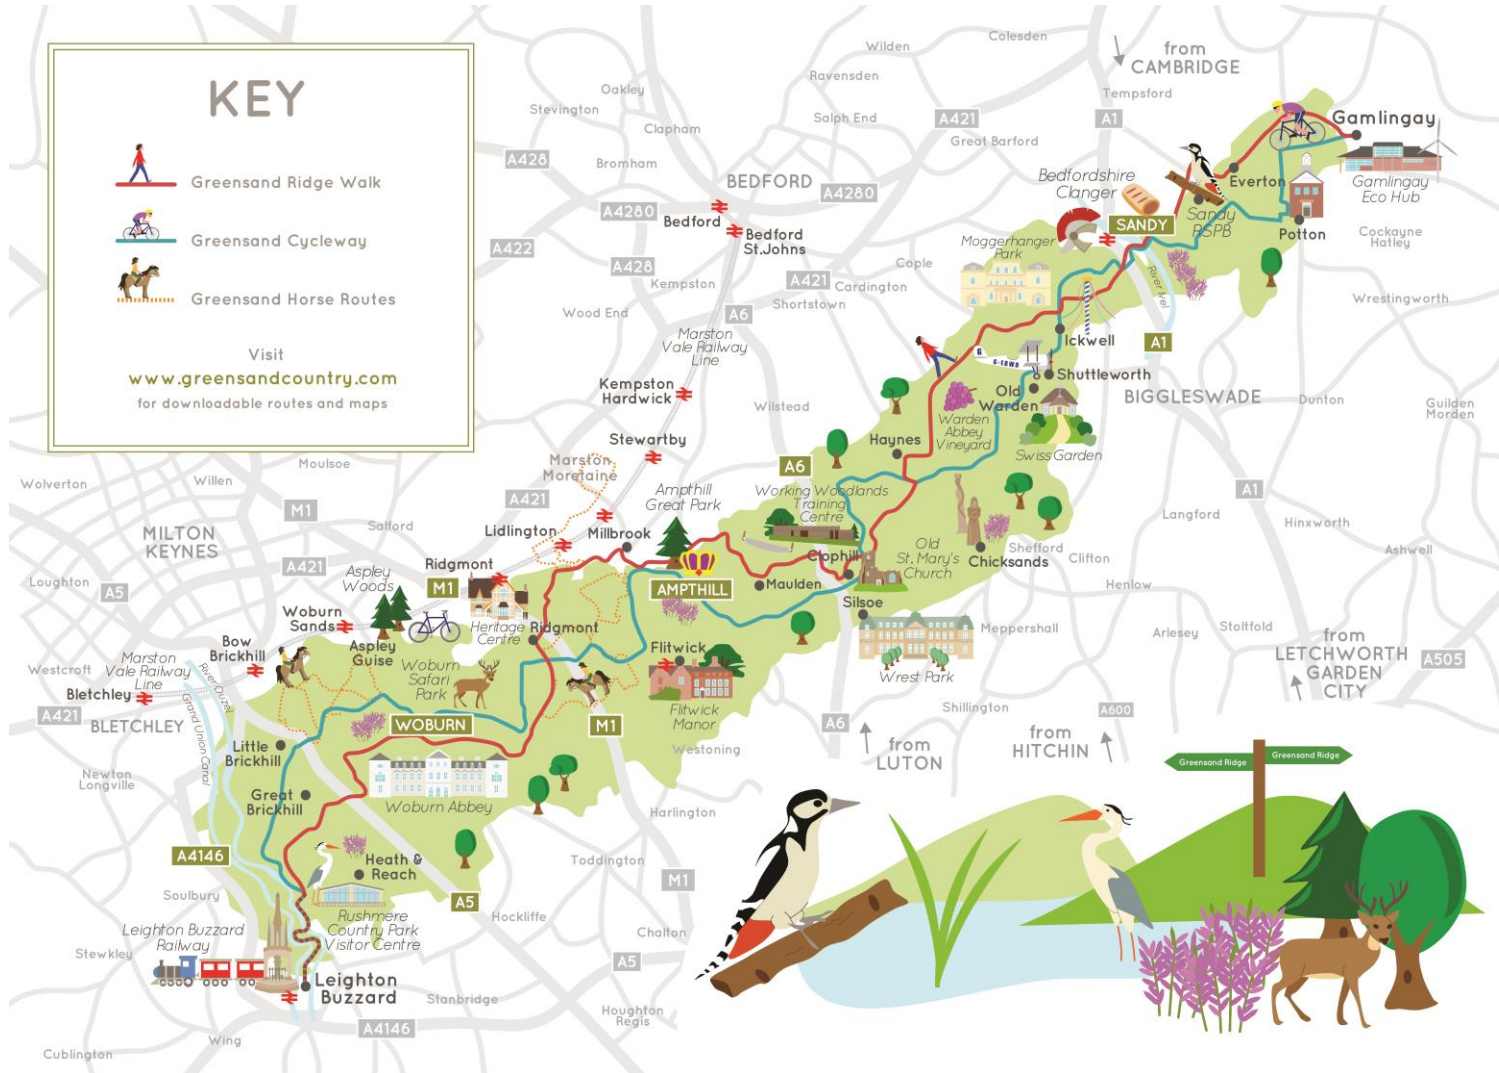 KEY
Greensand Ridge Walk
Greensand Cycleway
Greensand Horse Routes
Visit
www.greensandcountry.com
for downloadable routes and maps
Colesden
Wilden
from
CAMBRIDGE
Ravensden
Oakley
Tempsford
Stevington
Salph End
A421
A1
Gamlingay
Clapham
Great Barford
A428
Bromham
Everton
Gamlingay
Eco Hub
BEDFORD
A4280
Bedfordshire
Clanger
A4280
Bedford
Bedford
St.Johns
SANDY
Sandy
RSPB
Potton
Cockayne
Hatley
A422
Moggerhanger
Park
A428
Cople
Kempston
A421
Cardington
River Ivel
Shortstown
Wrestingworth
Wood End
A6
Marston
Vale Railway
Line
Ickwell
A1
G-EBWD
Shuttleworth
Kempston
Hardwick
Old
Warden
BIGGLESWADE
Dunton
Guilden
Morden
Wilstead
Warden
Abbey
Vineyard
Haynes
Stewartby
Swiss Garden
Moulsoe
Marston
Moretaine
A6
Wolverton
Willen
A421
Ampthill
Great Park
Working Woodlands
Training
Centre
A1
M1
Langford
Hinxworth
Salford
MILTON
KEYNES
Lidlington
Millbrook
Old
St. Mary's
Church
Clophill
Shefford
Chicksands
Clifton
Ashwell
A421
Ridgmont
Aspley
Woods
Loughton
A5
M1
AMPTHILL
Maulden
Henlow
Woburn
Sands
Silsoe
Heritage
Centre
Ridgmont
Meppershall
Arlesey
Stoltfold
from
LETCHWORTH
GARDEN
CITY
A505
Bow
Brickhill
Aspley
Guise
Flitwick
Westcroft
Marston
Vale Railway
Line
Woburn
Safari
Park
Wrest Park
Bletchley
River Ouzel
Grand Union Canal
Flitwick
Manor
Shillington
A421
BLETCHLEY
WOBURN
M1
A6
A600
from
LUTON
from
HITCHIN
Little
Brickhill
Westoning
Greensand Ridge
Greensand Ridge
Newton
Longville
Great
Brickhill
Woburn Abbey
Harlington
A4146
Heath &
Reach
Toddington
M1
Soulbury
A5
Hockliffe
Rushmere
Country Park
Visitor Centre
Leighton Buzzard
Railway
Chalton
Stewkley
A5
Leighton
Buzzard
Stanbridge
Houghton
Regis
A4146
Wing
Cublington